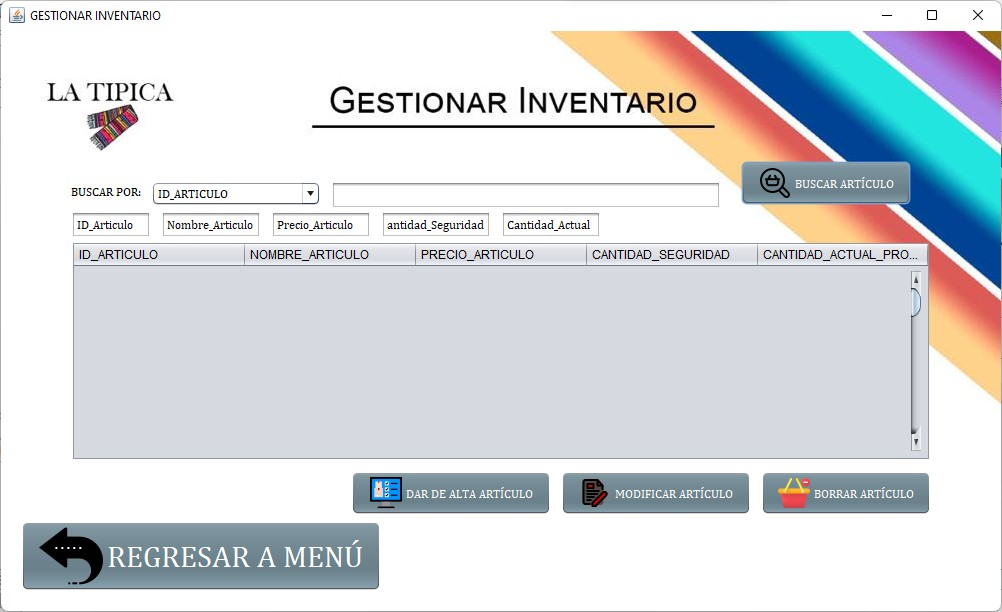 GESTIONAR INVENTARIO
LA TIPICA
GESTIONAR INVENTARIO
BUSCAR POR: ID_ARTICULO BUSCAR ARTÍCULO
ID_Articulo Nombre_Articulo Precio_Articulo antidad_Seguridad Cantidad_Actual
ID_ARTICULO NOMBRE_ARTICULO PRECIO_ARTICULO CANTIDAD_SEGURIDAD CANTIDAD_ACTUAL_PRO...
DAR DE ALTA ARTÍCULO MODIFICAR ARTÍCULO BORRAR ARTÍCULO
REGRESAR A MENÚ